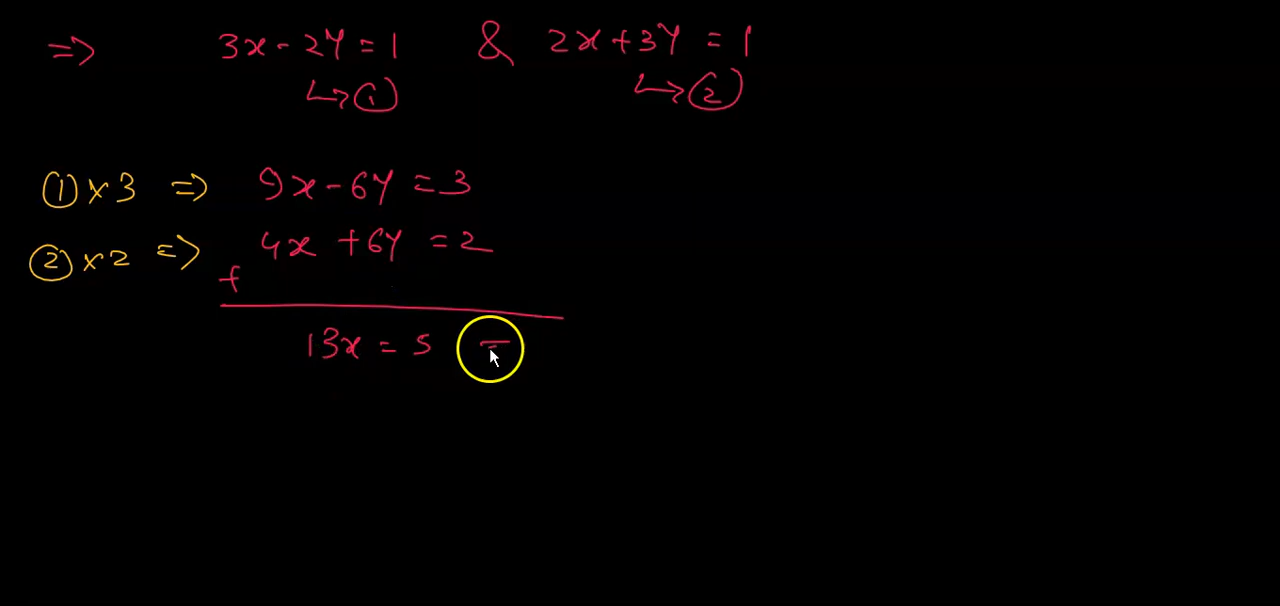 => 3x - 2y = 1 & 2x + 3y = 1
↳ ① ↳ ②
① × 3 => 9x - 6y = 3
② × 2 => 4x + 6y = 2
+
13x = 5 =